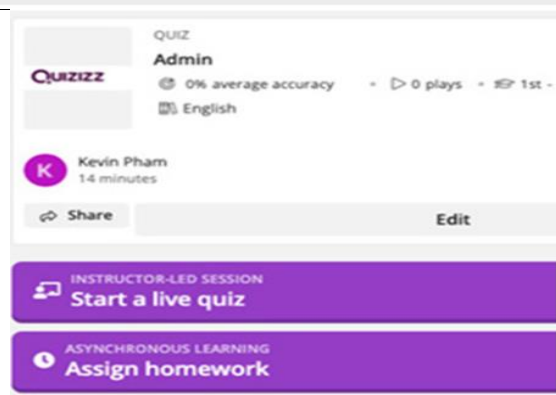 QUIZ
Quizizz
Admin
0% average accuracy • 0 plays • 1st -
English
K
Kevin Pham
14 minutes
Share
Edit
INSTRUCTOR-LED SESSION
Start a live quiz
ASYNCHRONOUS LEARNING
Assign homework